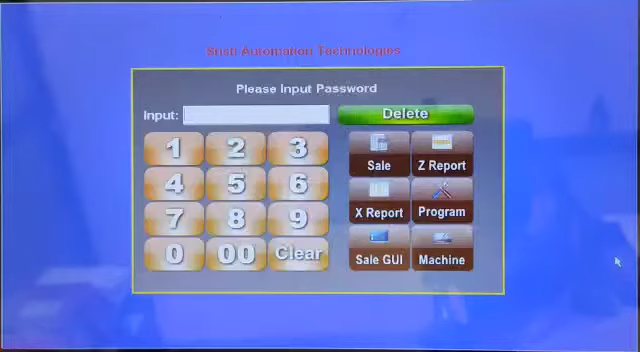 Sristi Automation Technologies
Please Input Password
Input:
Delete
1 2 3
Sale Z Report
4 5 6
X Report Program
7 8 9
0 00 Clear
Sale GUI Machine